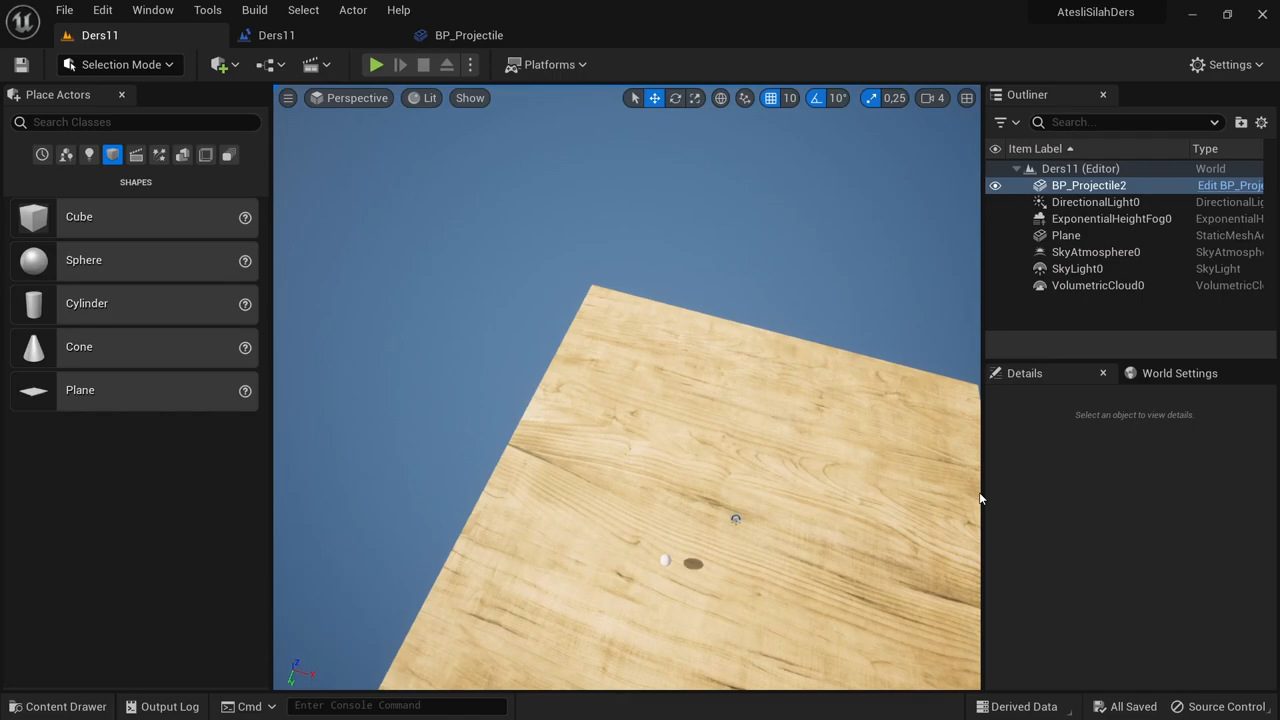 File Edit Window Tools Build Select Actor Help
AtesliSilahDers
Ders11 Ders11 BP_Projectile
Selection Mode Platforms Settings
Place Actors
Search Classes
SHAPES
Cube
Sphere
Cylinder
Cone
Plane
Perspective Lit Show 10 10° 0,25 4
Outliner
Search...
Item Label Type
Ders11 (Editor) World
BP_Projectile2 Edit BP_Proj
DirectionalLight0 DirectionalLig
ExponentialHeightFog0 ExponentialH
Plane StaticMeshA
SkyAtmosphere0 SkyAtmosph
SkyLight0 SkyLight
VolumetricCloud0 VolumetricCl
Details World Settings
Select an object to view details.
Z
X
Content Drawer Output Log Cmd Enter Console Command Derived Data All Saved Source Control